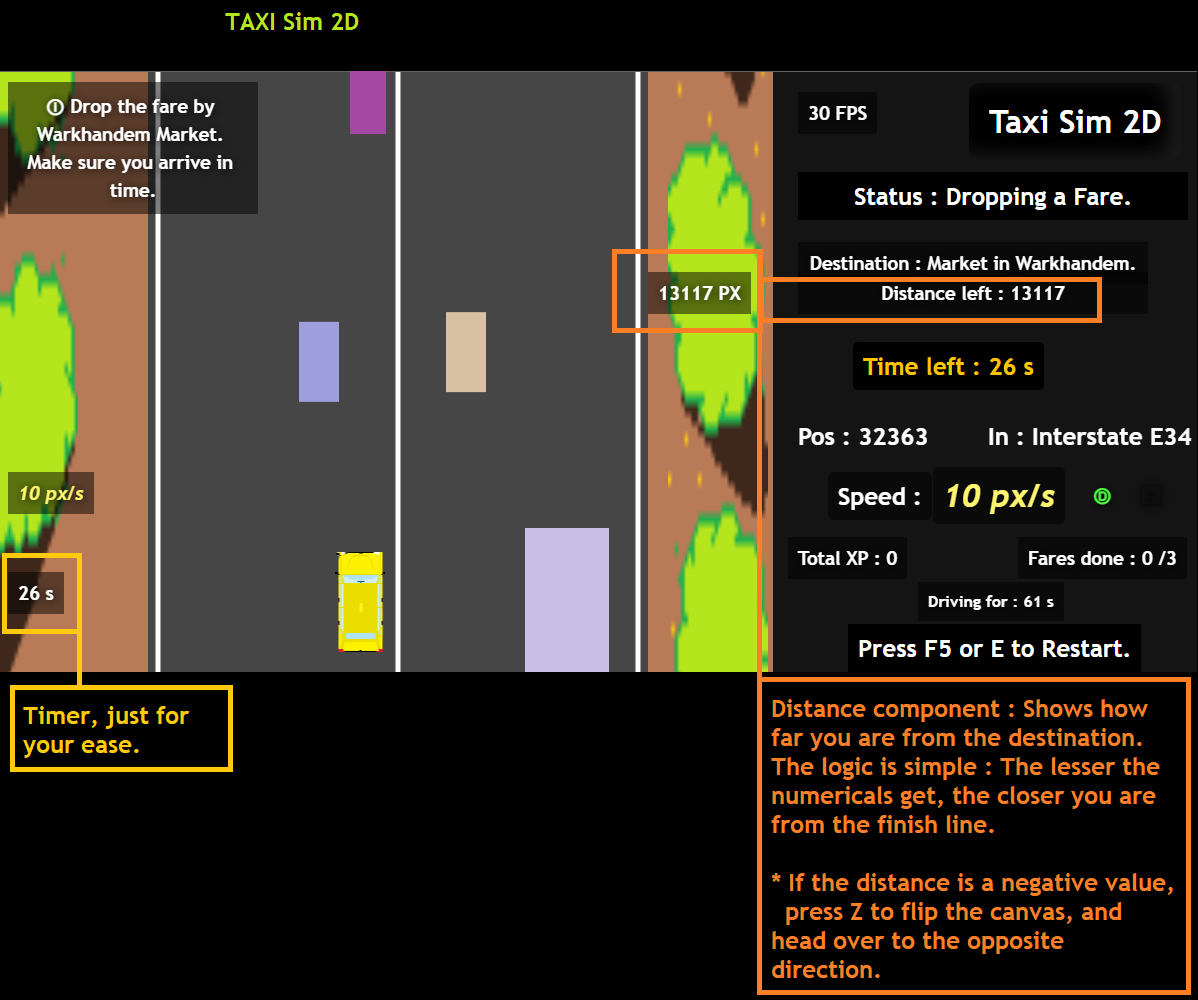 TAXI Sim 2D
Drop the fare by
Warkhandem Market.
Make sure you arrive in
time.
30 FPS
Taxi Sim 2D
Status : Dropping a Fare.
Destination : Market in Warkhandem.
13117 PX
Distance left : 13117
Time left : 26 s
Pos : 32363
In : Interstate E34
10 px/s
Speed :
10 px/s
D
Total XP : 0
Fares done : 0 /3
26 s
Driving for : 61 s
Press F5 or E to Restart.
Timer, just for
your ease.
Distance component : Shows how
far you are from the destination.
The logic is simple : The lesser the
numericals get, the closer you are
from the finish line.
* If the distance is a negative value,
press Z to flip the canvas, and
head over to the opposite
direction.